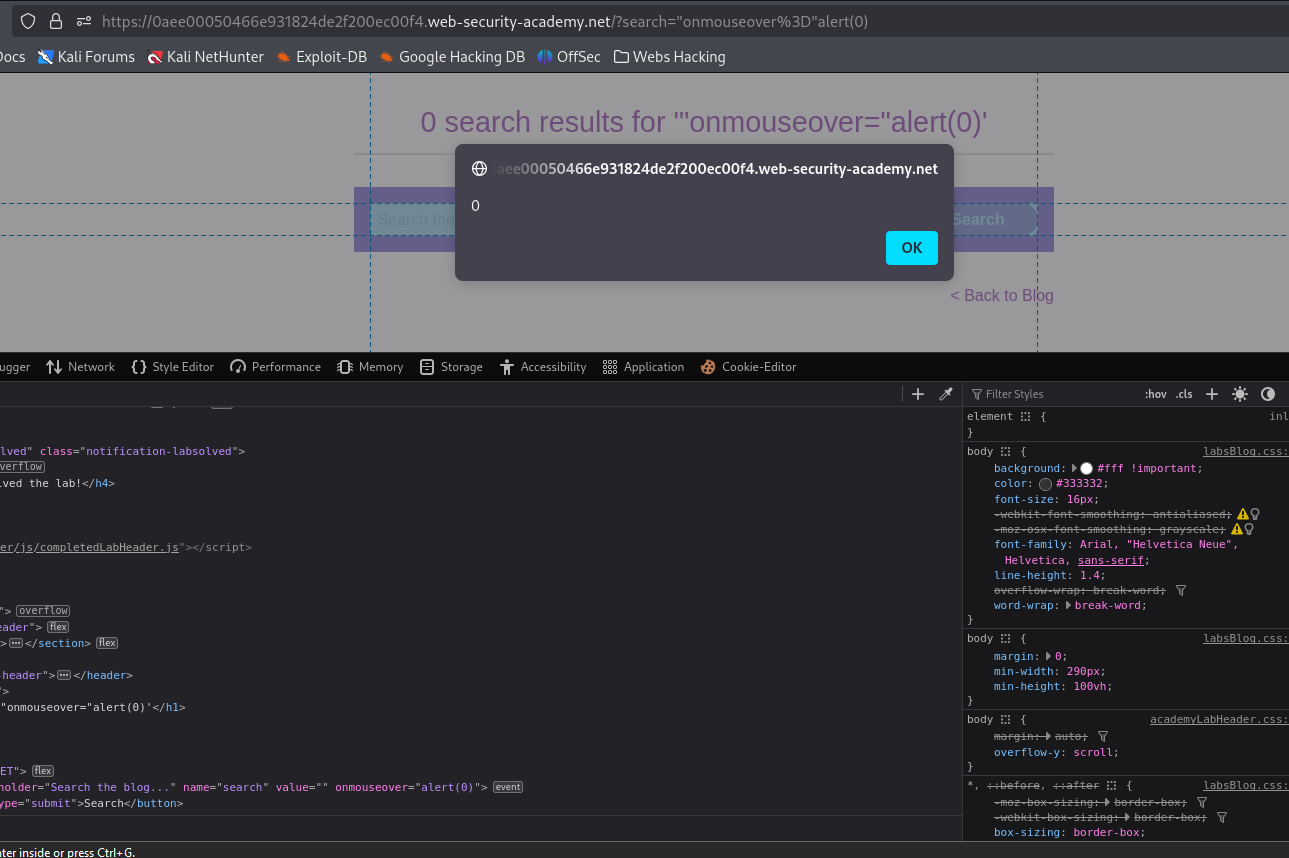 https://0aee00050466e931824de2f200ec00f4.web-security-academy.net/?search="onmouseover%3D"alert(0)
Docs Kali Forums Kali NetHunter Exploit-DB Google Hacking DB OffSec Webs Hacking
0 search results for '"onmouseover="alert(0)'
aee00050466e931824de2f200ec00f4.web-security-academy.net
0
Search the
Search
OK
< Back to Blog
ugger Network Style Editor Performance Memory Storage Accessibility Application Cookie-Editor
+ Filter Styles :hov .cls +
lved" class="notification-labsolved">
verflow
lved the lab!</h4>
er/js/completedLabHeader.js"></script>
"> overflow
eader"> flex
> ··· </section> flex
-header"> ··· </header>
">
"onmouseover="alert(0)'</h1>
ET"> flex
holder="Search the blog..." name="search" value="" onmouseover="alert(0)"> event
ype="submit">Search</button>
element { inl
}
body { labsBlog.css:
background: #fff !important;
color: #333332;
font-size: 16px;
-webkit-font-smoothing: antialiased;
-moz-osx-font-smoothing: grayscale;
font-family: Arial, "Helvetica Neue",
Helvetica, sans-serif;
line-height: 1.4;
overflow-wrap: break-word;
word-wrap: break-word;
}
body { labsBlog.css:
margin: 0;
min-width: 290px;
min-height: 100vh;
}
body { academyLabHeader.css:
margin: auto;
overflow-y: scroll;
}
*, ::before, ::after { labsBlog.css:
-moz-box-sizing: border-box;
-webkit-box-sizing: border-box;
box-sizing: border-box;
nter inside or press Ctrl+G.